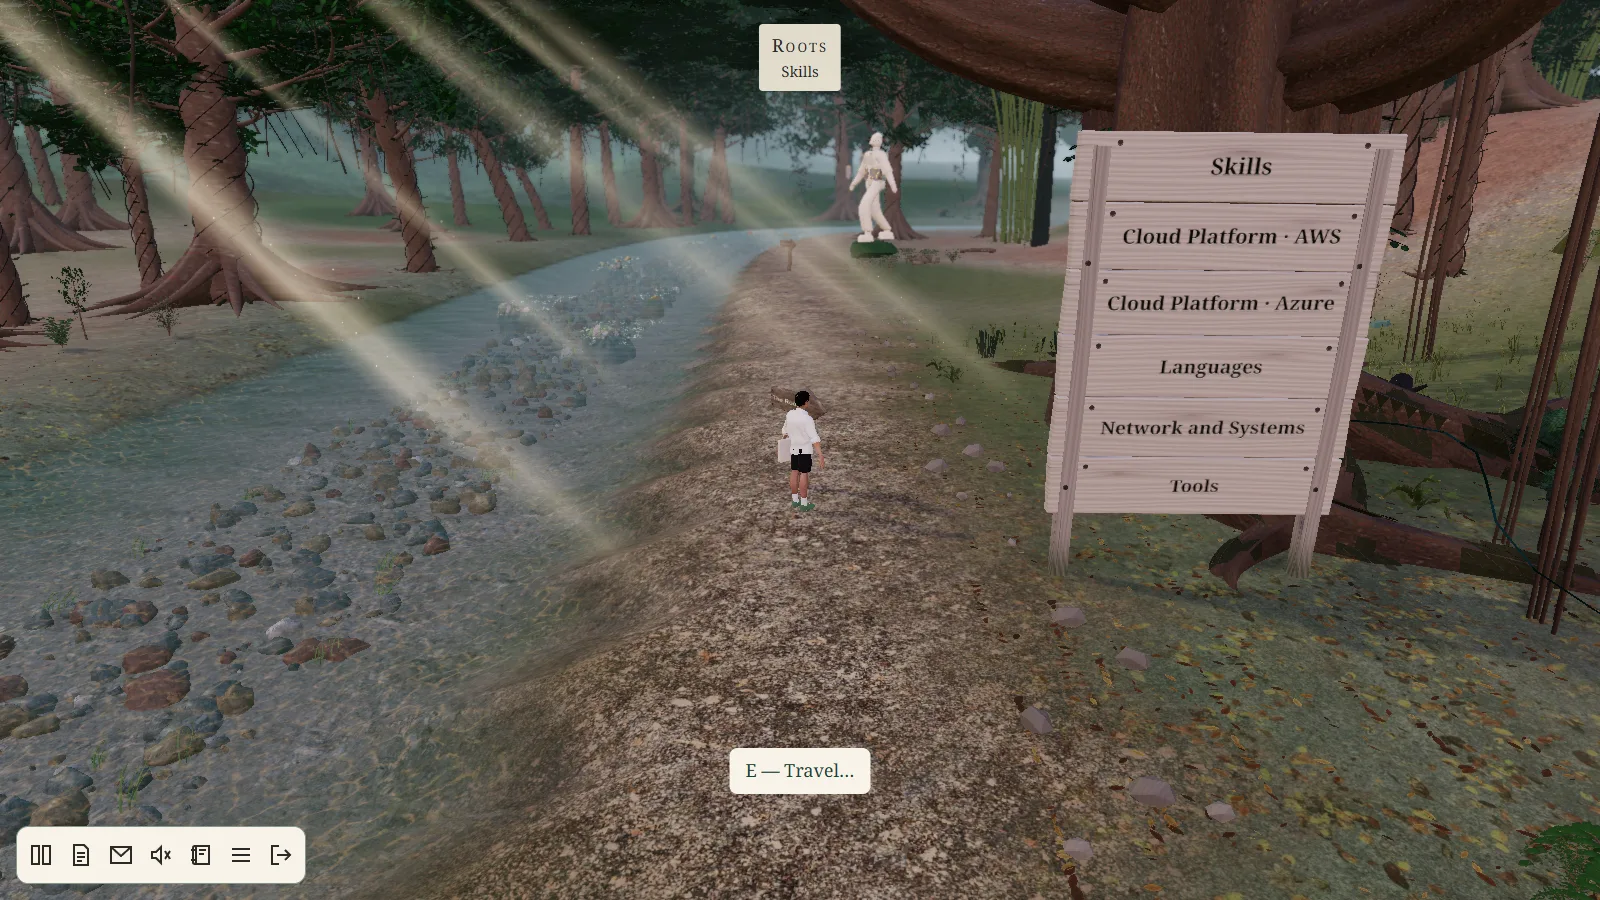 Roots
Skills
Skills
Cloud Platform · AWS
Cloud Platform · Azure
Languages
Network and Systems
Tools
E — Travel...